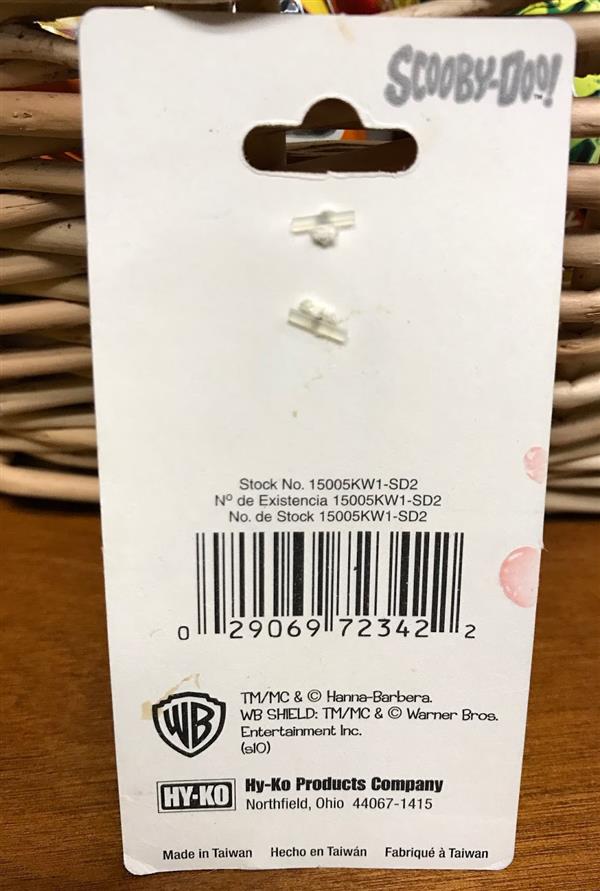 SCOOBY-DOO!
Stock No. 15005KW1-SD2
Nº de Existencia 15005KW1-SD2
No. de Stock 15005KW1-SD2
0 29069 72342 2
WB
TM/MC & © Hanna-Barbera.
WB SHIELD: TM/MC & © Warner Bros.
Entertainment Inc.
(s10)
HY-KO
Hy-Ko Products Company
Northfield, Ohio 44067-1415
Made in Taiwan Hecho en Taiwán Fabriqué à Taiwan